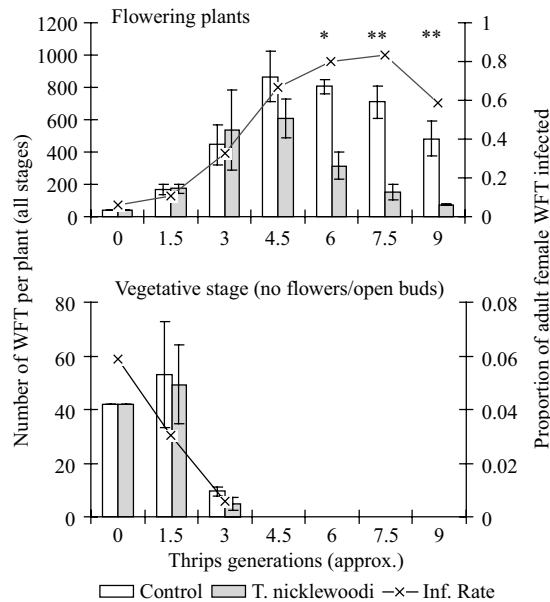 Flowering plants
1200
1000
800
600
400
200
0
1
0.8
0.6
0.4
0.2
0
* ** **
0 1.5 3 4.5 6 7.5 9
Number of WFT per plant (all stages)
Proportion of adult female WFT infected
Vegetative stage (no flowers/open buds)
80
60
40
20
0
0.08
0.06
0.04
0.02
0
0 1.5 3 4.5 6 7.5 9
Thrips generations (approx.)
Control T. nicklewoodi Inf. Rate